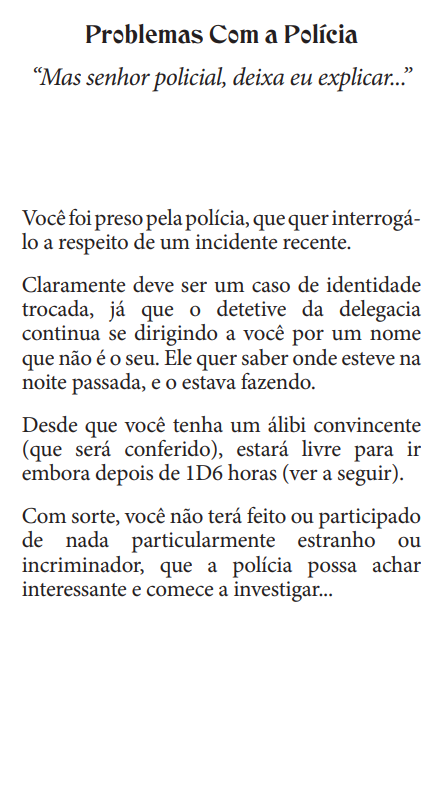 Problemas Com a Polícia
“Mas senhor policial, deixa eu explicar...”
Você foi preso pela polícia, que quer interrogá-
lo a respeito de um incidente recente.
Claramente deve ser um caso de identidade
trocada, já que o detetive da delegacia
continua se dirigindo a você por um nome
que não é o seu. Ele quer saber onde esteve na
noite passada, e o estava fazendo.
Desde que você tenha um álibi convincente
(que será conferido), estará livre para ir
embora depois de 1D6 horas (ver a seguir).
Com sorte, você não terá feito ou participado
de nada particularmente estranho ou
incriminador, que a polícia possa achar
interessante e comece a investigar...